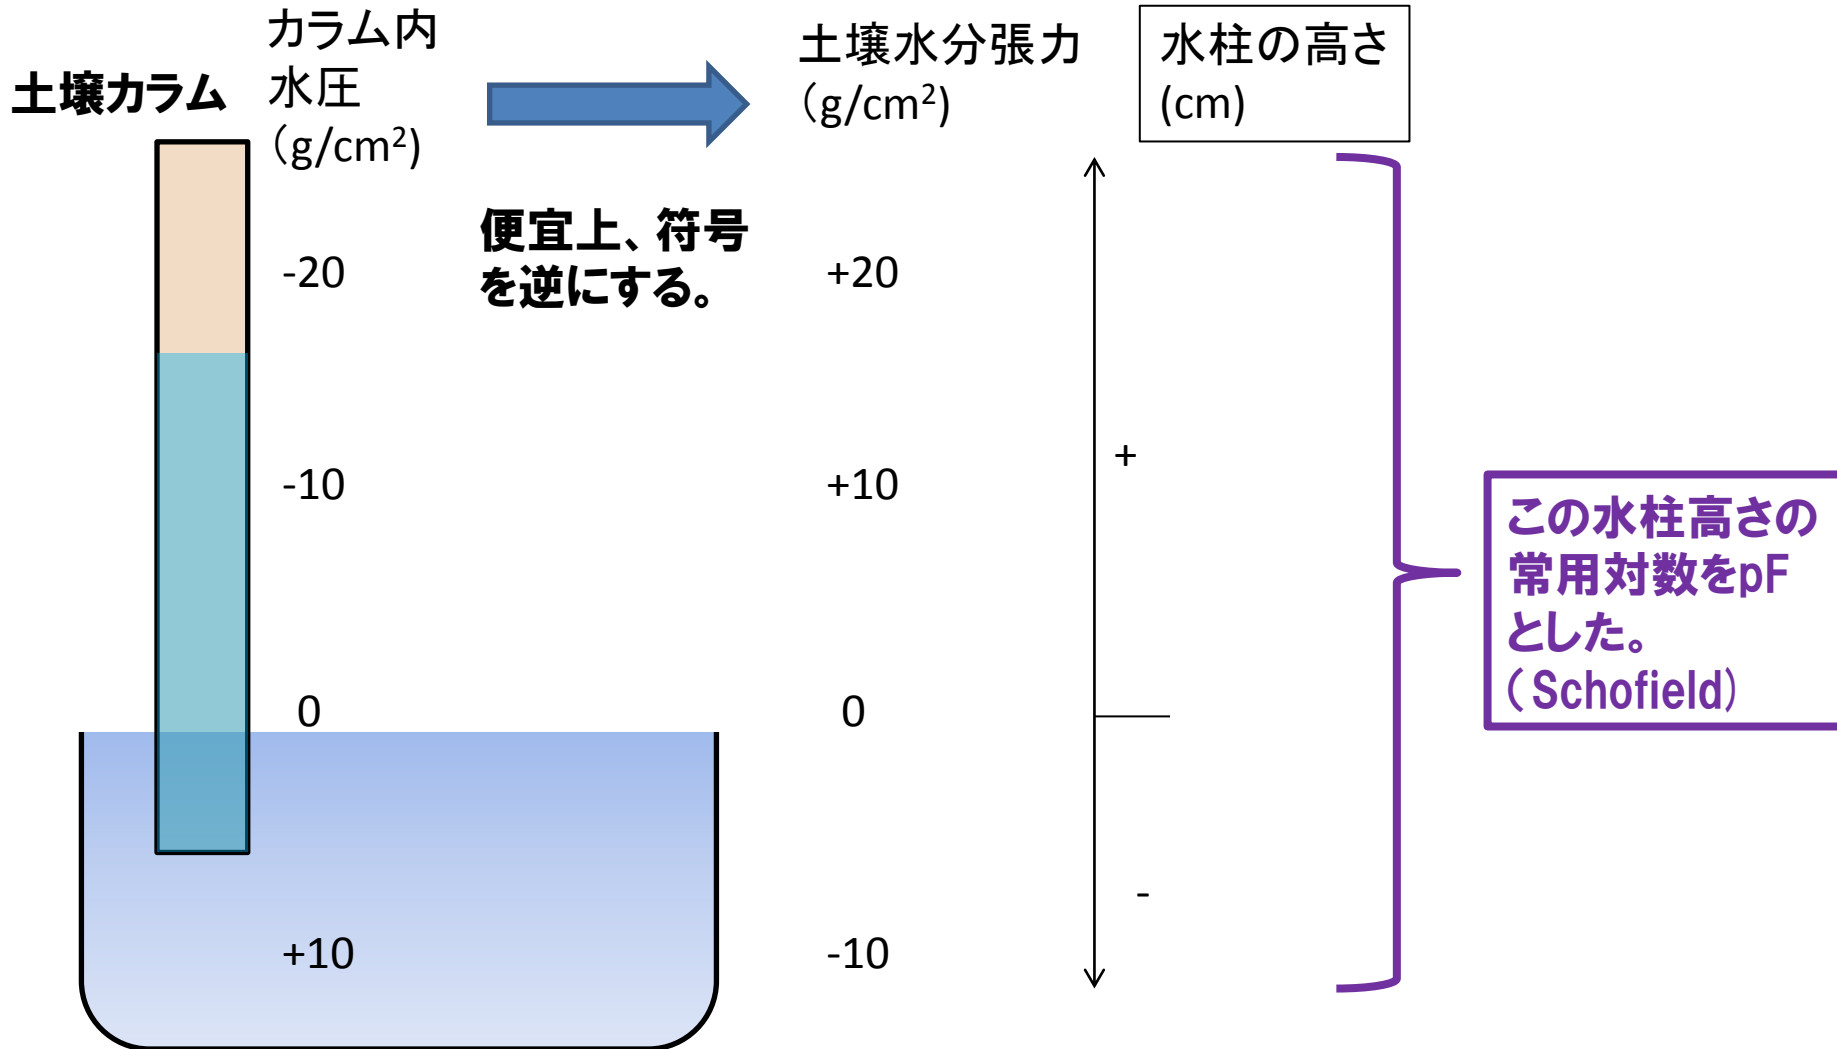 土壌カラム
カラム内
水圧
（g/cm²)
土壌水分張力
（g/cm²)
水柱の高さ
(cm)
便宜上、符号
を逆にする。
-20
+20
-10
+10
+
0
0
-
+10
-10
この水柱高さの
常用対数をpF
とした。
（Schofield)